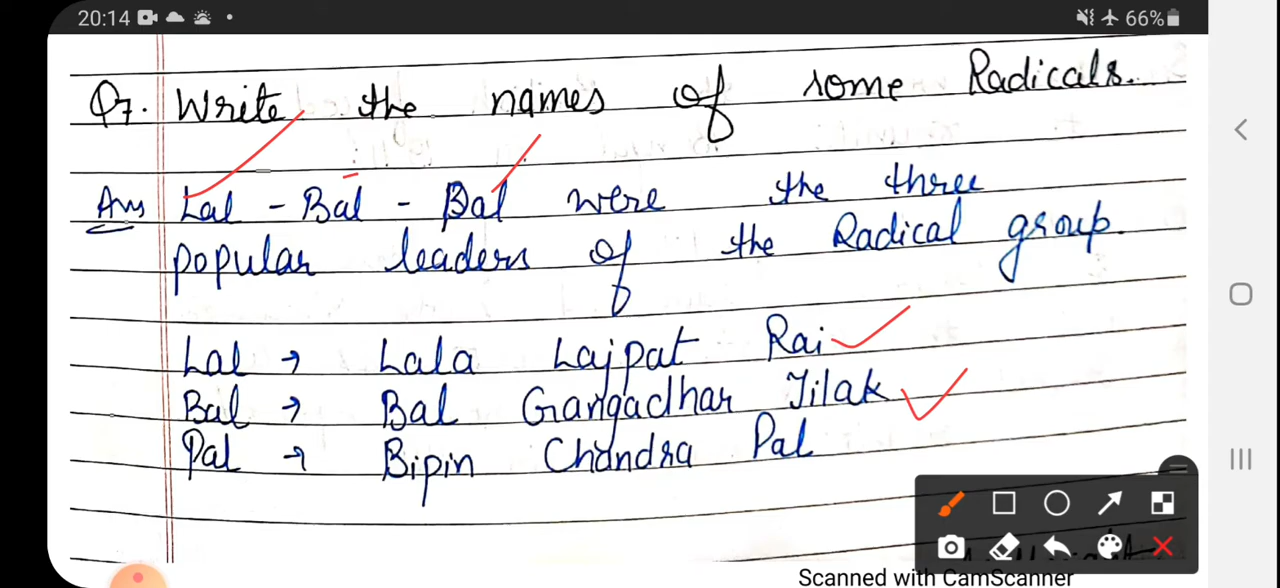 20:14
66%
Q7. Write the names of some Radicals.
Ans Lal - Bal - Bal were the three
popular leaders of the Radical group.
Lal → Lala Lajpat Rai
Bal → Bal Gangadhar Tilak
Pal → Bipin Chandra Pal
Scanned with CamScanner